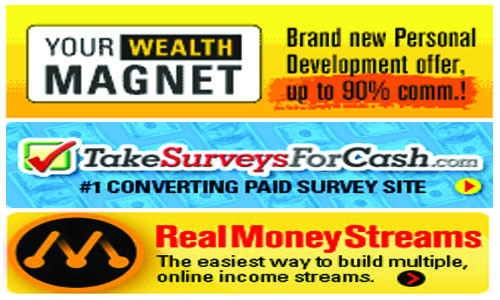 YOUR WEALTH
MAGNET
Brand new Personal
Development offer,
up to 90% comm.!
TakeSurveysForCash.com
#1 CONVERTING PAID SURVEY SITE
Real Money Streams
The easiest way to build multiple,
online income streams.